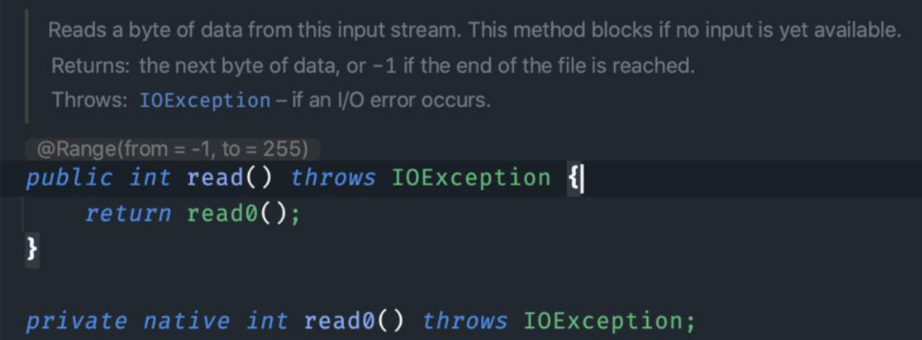 Reads a byte of data from this input stream. This method blocks if no input is yet available.
Returns: the next byte of data, or −1 if the end of the file is reached.
Throws: IOException – if an I/O error occurs.
@Range(from = -1, to = 255)
public int read() throws IOException {
    return read0();
}
private native int read0() throws IOException;